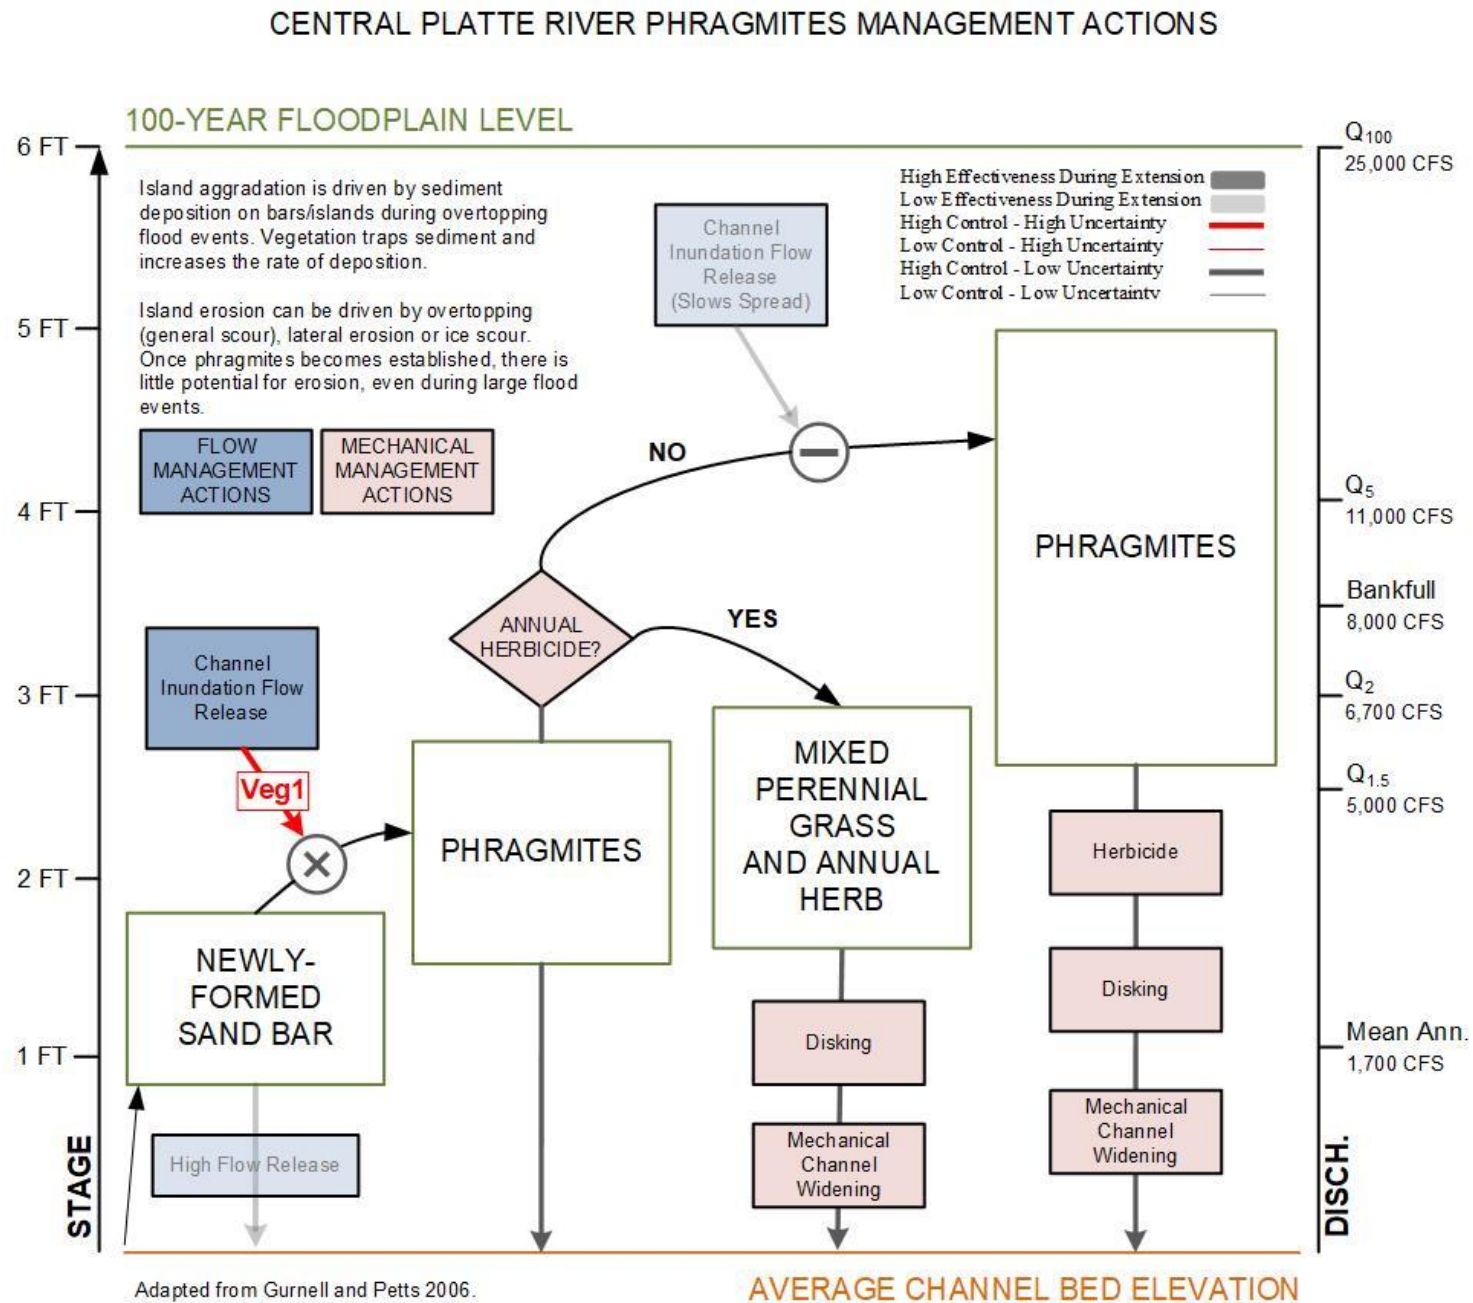 CENTRAL PLATTE RIVER PHRAGMITES MANAGEMENT ACTIONS
100-YEAR FLOODPLAIN LEVEL
6 FT
5 FT
4 FT
3 FT
2 FT
1 FT
STAGE
Island aggradation is driven by sediment
deposition on bars/islands during overtopping
flood events. Vegetation traps sediment and
increases the rate of deposition.
Island erosion can be driven by overtopping
(general scour), lateral erosion or ice scour.
Once phragmites becomes established, there is
little potential for erosion, even during large flood
events.
FLOW
MANAGEMENT
ACTIONS
MECHANICAL
MANAGEMENT
ACTIONS
Channel
Inundation Flow
Release
(Slows Spread)
High Effectiveness During Extension
Low Effectiveness During Extension
High Control - High Uncertainty
Low Control - High Uncertainty
High Control - Low Uncertainty
Low Control - Low Uncertainty
NO
YES
ANNUAL
HERBICIDE?
Channel
Inundation Flow
Release
Veg1
NEWLY-
FORMED
SAND BAR
High Flow Release
PHRAGMITES
MIXED
PERENNIAL
GRASS
AND ANNUAL
HERB
Disking
Mechanical
Channel
Widening
PHRAGMITES
Herbicide
Disking
Mechanical
Channel
Widening
Q100
25,000 CFS
Q5
11,000 CFS
Bankfull
8,000 CFS
Q2
6,700 CFS
Q1.5
5,000 CFS
Mean Ann.
1,700 CFS
DISCH.
Adapted from Gurnell and Petts 2006.
AVERAGE CHANNEL BED ELEVATION